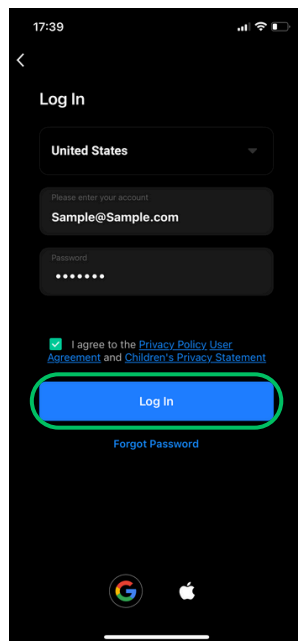 17:39
Log In
United States
Please enter your account
Sample@Sample.com
Password
•••••••
I agree to the Privacy Policy User
Agreement and Children's Privacy Statement
Log In
Forgot Password
G